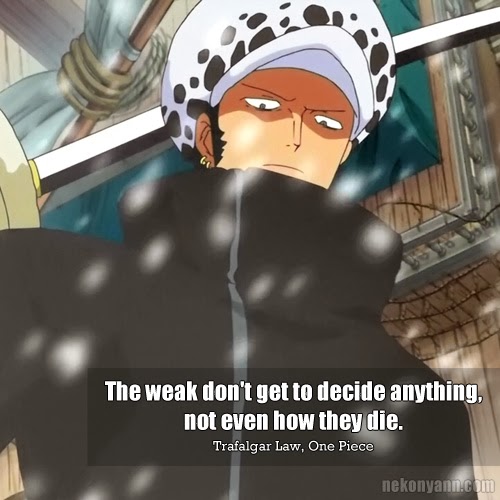 The weak don't get to decide anything,
not even how they die.
Trafalgar Law, One Piece
nekonyann.com